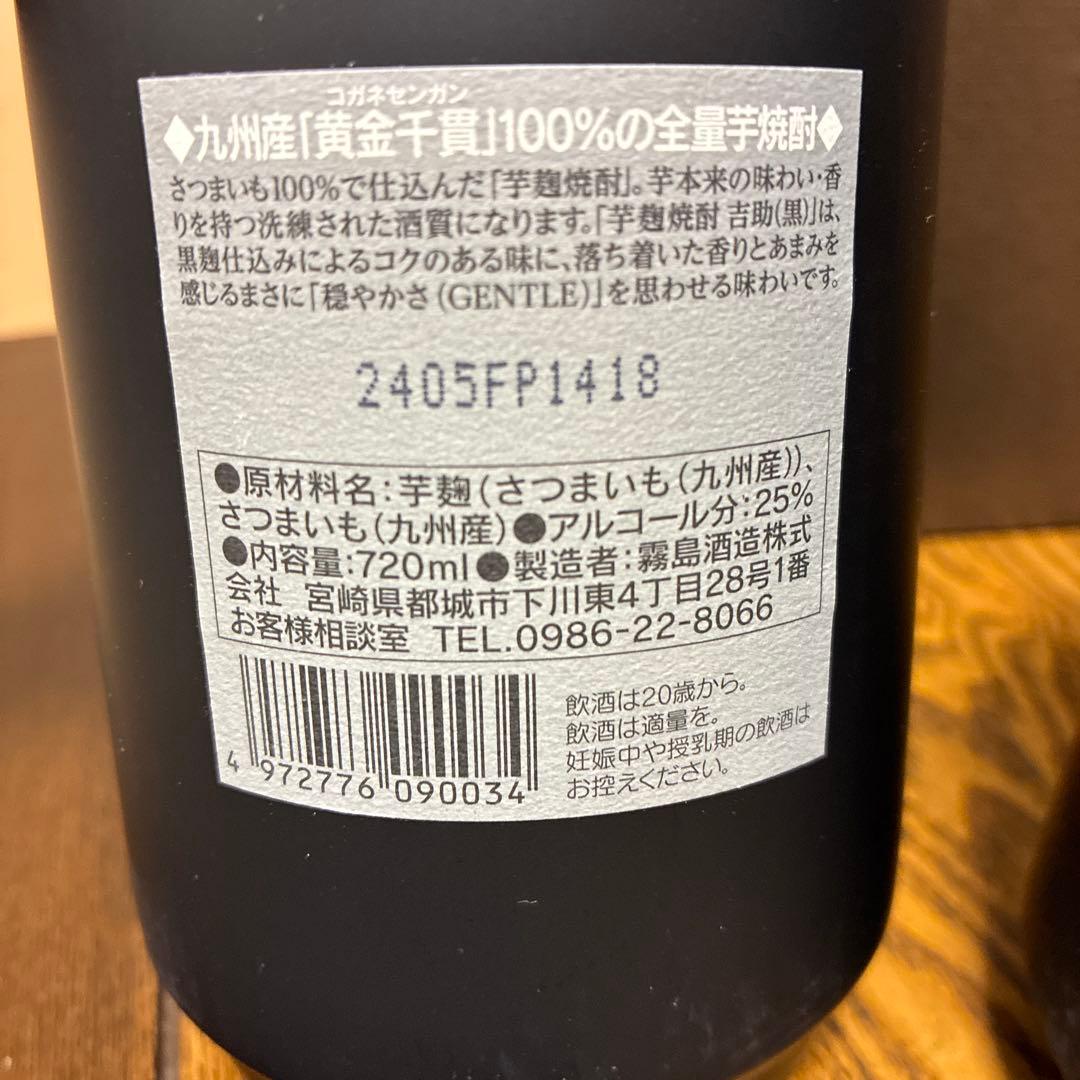 コガネセンガン
◆九州産「黄金千貫」100%の全量芋焼酎◆
さつまいも100%で仕込んだ「芋麹焼酎」。芋本来の味わい・香
りを持つ洗練された酒質になります。「芋麹焼酎 吉助(黒)」は、
黒麹仕込みによるコクのある味に、落ち着いた香りとあまみを
感じるまさに「穏やかさ(GENTLE)」を思わせる味わいです。
2405FP1418
●原材料名:芋麹(さつまいも(九州産))、
さつまいも(九州産)●アルコール分:25%
●内容量:720ml●製造者:霧島酒造株式
会社 宮崎県都城市下川東4丁目28号1番
お客様相談室 TEL.0986-22-8066
飲酒は20歳から。
飲酒は適量を。
妊娠中や授乳期の飲酒は
お控えください。
4 972776 090034